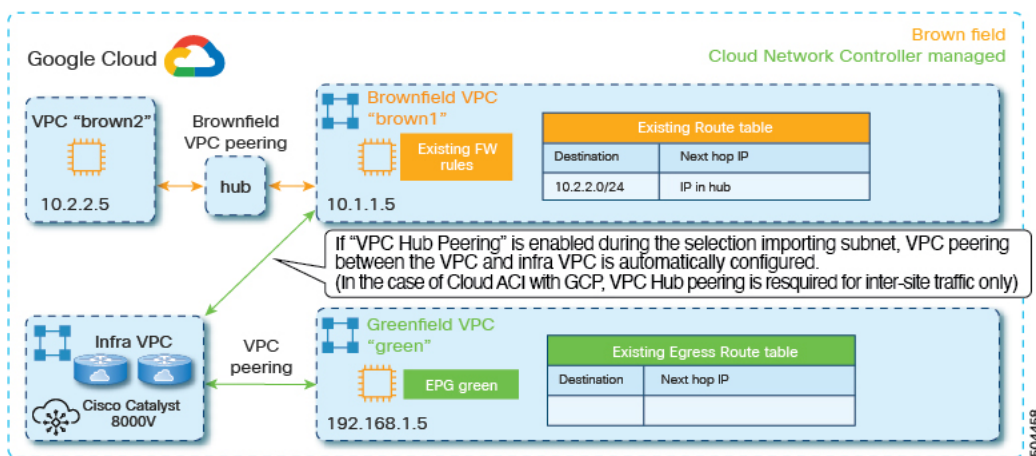 Google Cloud
Brown field
Cloud Network Controller managed
VPC "brown2"
10.2.2.5
Brownfield
VPC peering
hub
Brownfield VPC
"brown1"
Existing FW
rules
10.1.1.5
Existing Route table
Destination Next hop IP
10.2.2.0/24 IP in hub
If "VPC Hub Peering" is enabled during the selection importing subnet, VPC peering
between the VPC and infra VPC is automatically configured.
(In the case of Cloud ACI with GCP, VPC Hub peering is resquired for inter-site traffic only)
Infra VPC
Cisco Catalyst
8000V
VPC
peering
Greenfield VPC
"green"
EPG green
192.168.1.5
Existing Egress Route table
Destination Next hop IP